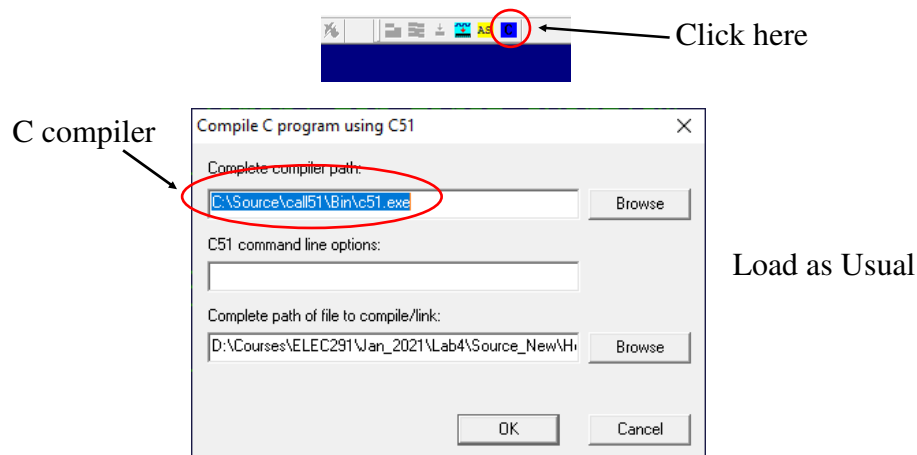 AS C
Click here
C compiler
Compile C program using C51
Complete compiler path:
C:\Source\call51\Bin\c51.exe
Browse
C51 command line options:
Load as Usual
Complete path of file to compile/link:
D:\Courses\ELEC291\Jan_2021\Lab4\Source_New\H
Browse
OK
Cancel